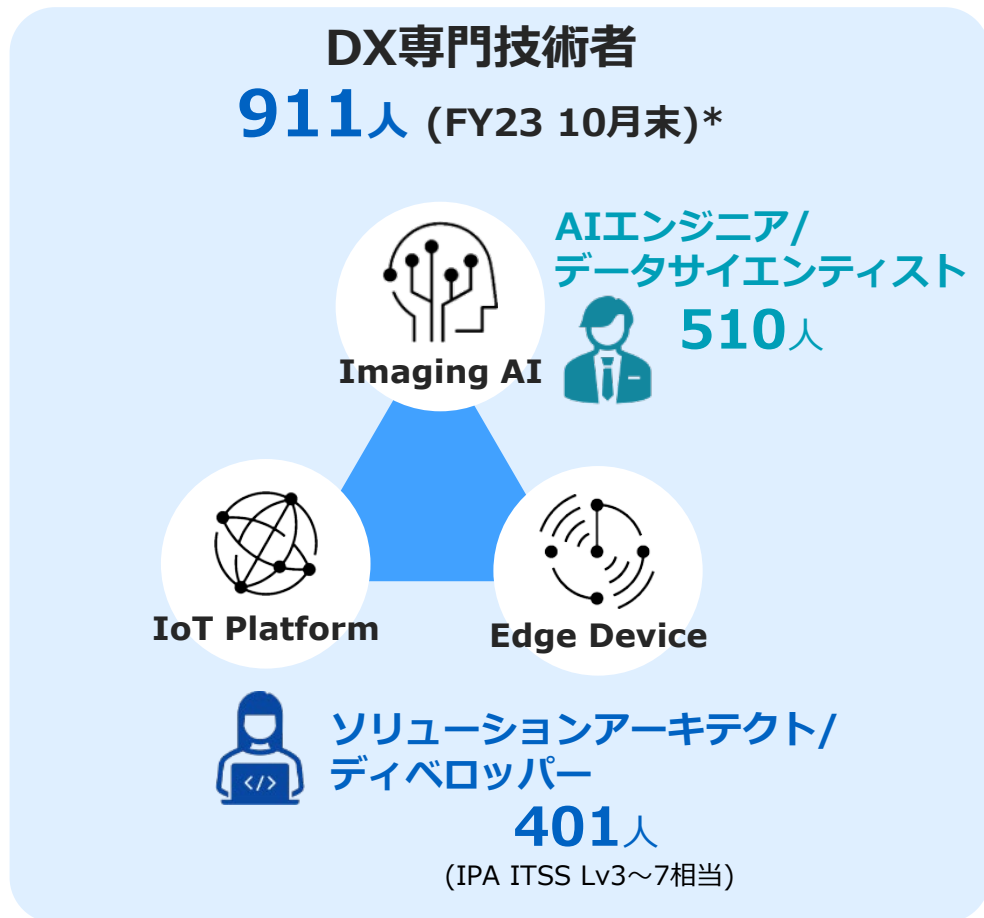 DX専門技術者
911人 (FY23 10月末)*
AIエンジニア/
データサイエンティスト
510人
Imaging AI
IoT Platform
Edge Device
</>
ソリューションアーキテクト/
ディベロッパー
401人
(IPA ITSS Lv3～7相当)